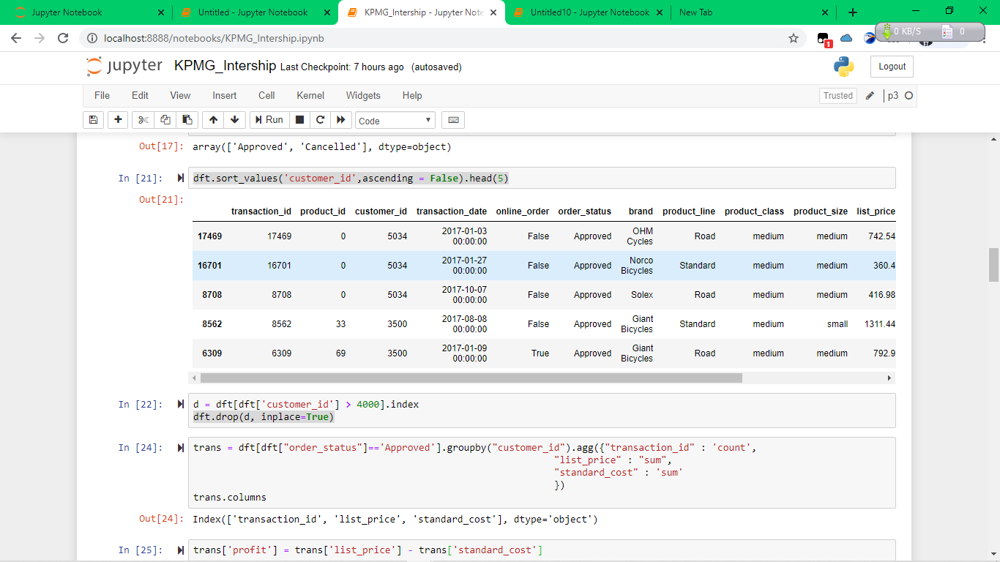 Jupyter Notebook
Untitled - Jupyter Notebook
KPMG_Intership - Jupyter Note
Untitled10 - Jupyter Notebook
New Tab
localhost:8888/notebooks/KPMG_Intership.ipynb
1
0 KB/S
0
jupyter KPMG_Intership Last Checkpoint: 7 hours ago (autosaved)
Logout
File Edit View Insert Cell Kernel Widgets Help
Trusted
p3
Run
Code
Out[17]: array(['Approved', 'Cancelled'], dtype=object)
In [21]: dft.sort_values('customer_id',ascending = False).head(5)
Out[21]:
transaction_id product_id customer_id transaction_date online_order order_status brand product_line product_class product_size list_price
17469 17469 0 5034 2017-01-03 00:00:00 False Approved OHM Cycles Road medium medium 742.54
16701 16701 0 5034 2017-01-27 00:00:00 False Approved Norco Bicycles Standard medium medium 360.4
8708 8708 0 5034 2017-10-07 00:00:00 False Approved Solex Road medium medium 416.98
8562 8562 33 3500 2017-08-08 00:00:00 False Approved Giant Bicycles Standard medium small 1311.44
6309 6309 69 3500 2017-01-09 00:00:00 True Approved Giant Bicycles Road medium medium 792.9
In [22]: d = dft[dft['customer_id'] > 4000].index
dft.drop(d, inplace=True)
In [24]: trans = dft[dft["order_status"]=='Approved'].groupby("customer_id").agg({"transaction_id" : 'count',
"list_price" : "sum",
"standard_cost" : 'sum'
})
trans.columns
Out[24]: Index(['transaction_id', 'list_price', 'standard_cost'], dtype='object')
In [25]: trans['profit'] = trans['list_price'] - trans['standard_cost']